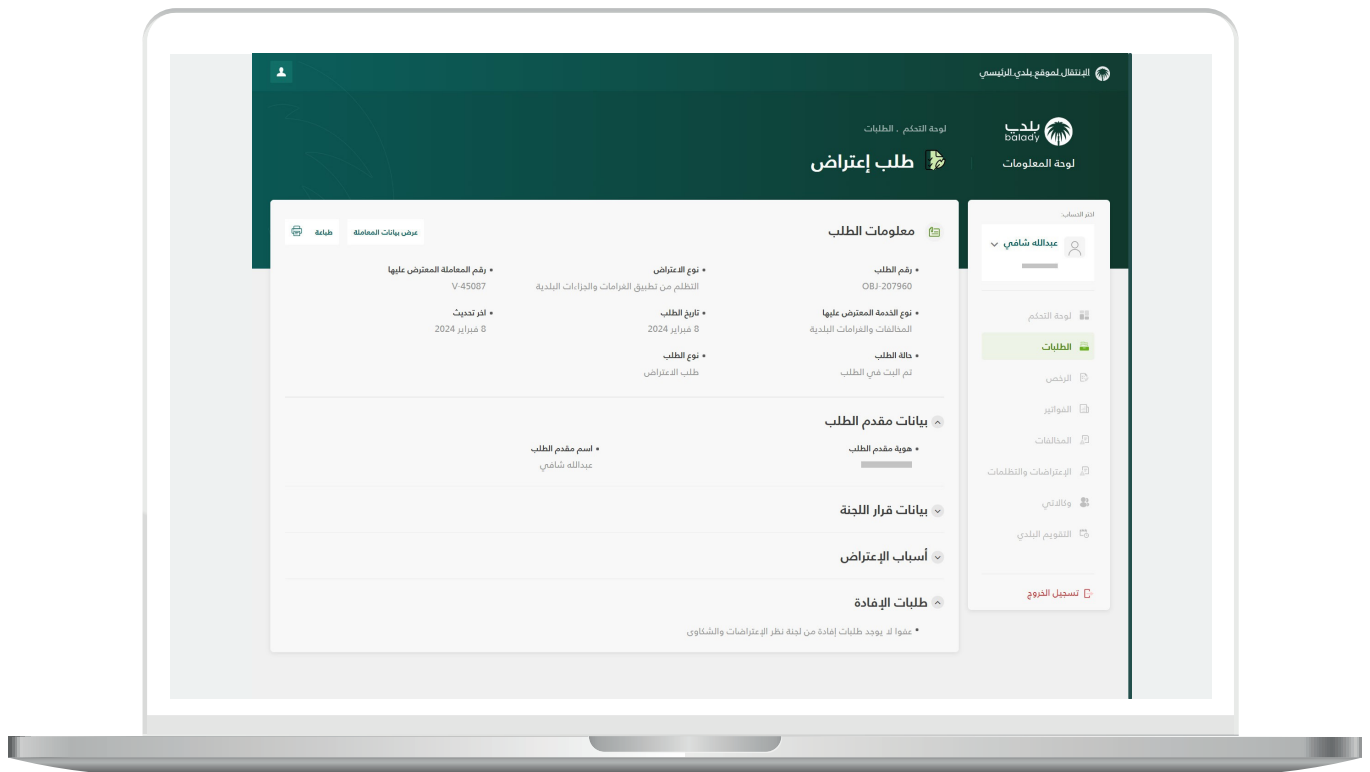 الإنتقال لموقع بلدي الرئيسي
بلدي
balady
لوحة المعلومات
لوحة التحكم . الطلبات
طلب إعتراض
اختر الحساب:
عبدالله شافي
لوحة التحكم
الطلبات
الرخص
الفواتير
المخالفات
الإعتراضات والتظلمات
وكالاتي
التقويم البلدي
تسجيل الخروج
معلومات الطلب
عرض بيانات المعاملة
طباعة
• رقم الطلب • نوع الاعتراض • رقم المعاملة المعترض عليها
OBJ-207960 التظلم من تطبيق الغرامات والجزاءات البلدية V-45087
• نوع الخدمة المعترض عليها • تاريخ الطلب • اخر تحديث
المخالفات والغرامات البلدية 8 فبراير 2024 8 فبراير 2024
• حالة الطلب • نوع الطلب
تم البت في الطلب طلب الاعتراض
بيانات مقدم الطلب
• هوية مقدم الطلب • اسم مقدم الطلب
عبدالله شافي
بيانات قرار اللجنة
أسباب الإعتراض
طلبات الإفادة
• عفوا لا يوجد طلبات إفادة من لجنة نظر الإعتراضات والشكاوى